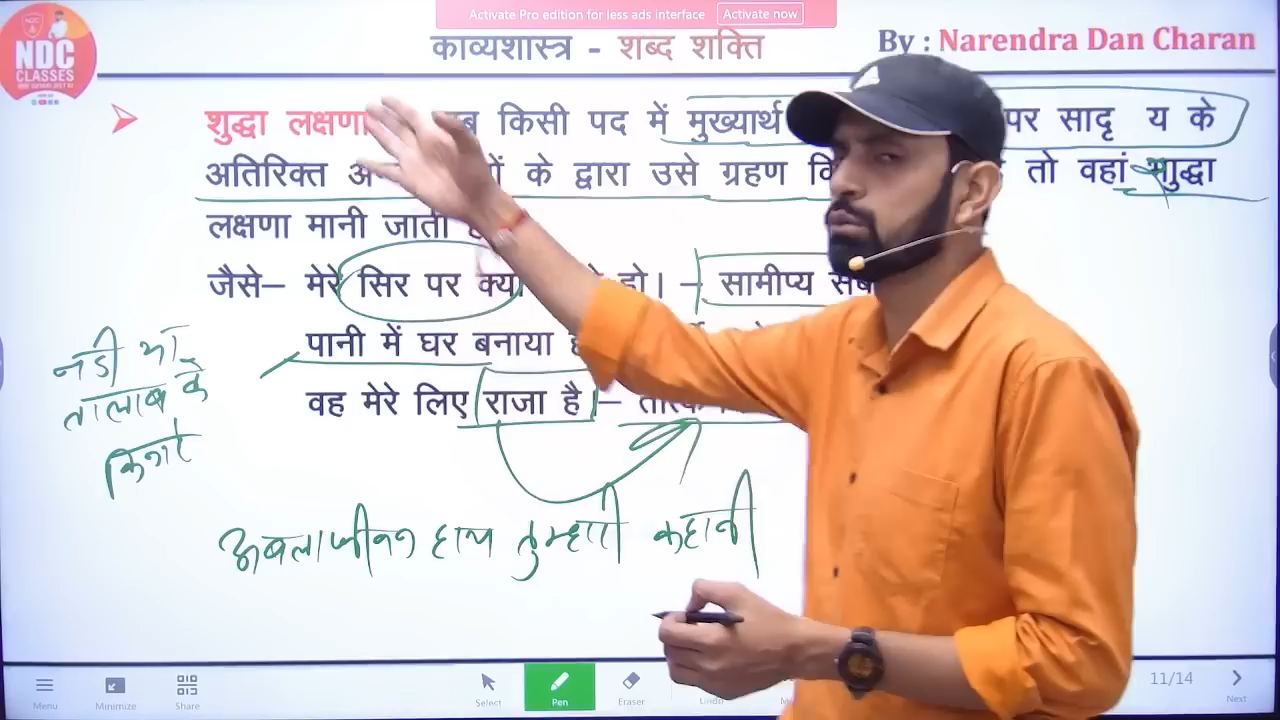 Activate Pro edition for less ads interface Activate now
NDC
CLASSES
काव्यशास्त्र - शब्द शक्ति
By : Narendra Dan Charan
शुद्धा लक्षणा किसी पद में मुख्यार्थ पर सादृ य के
अतिरिक्त के द्वारा उसे ग्रहण तो वहां शुद्धा
लक्षणा मानी जाती
जैसे– मेरे सिर पर हो। – सामीप्य
पानी में घर बनाया
वह मेरे लिए राजा है –
नदी या
तालाब के
किनारे
अबला जीवन हाय तुम्हारी कहानी
Menu Minimize Share Select Pen Eraser Undo 11/14 Next